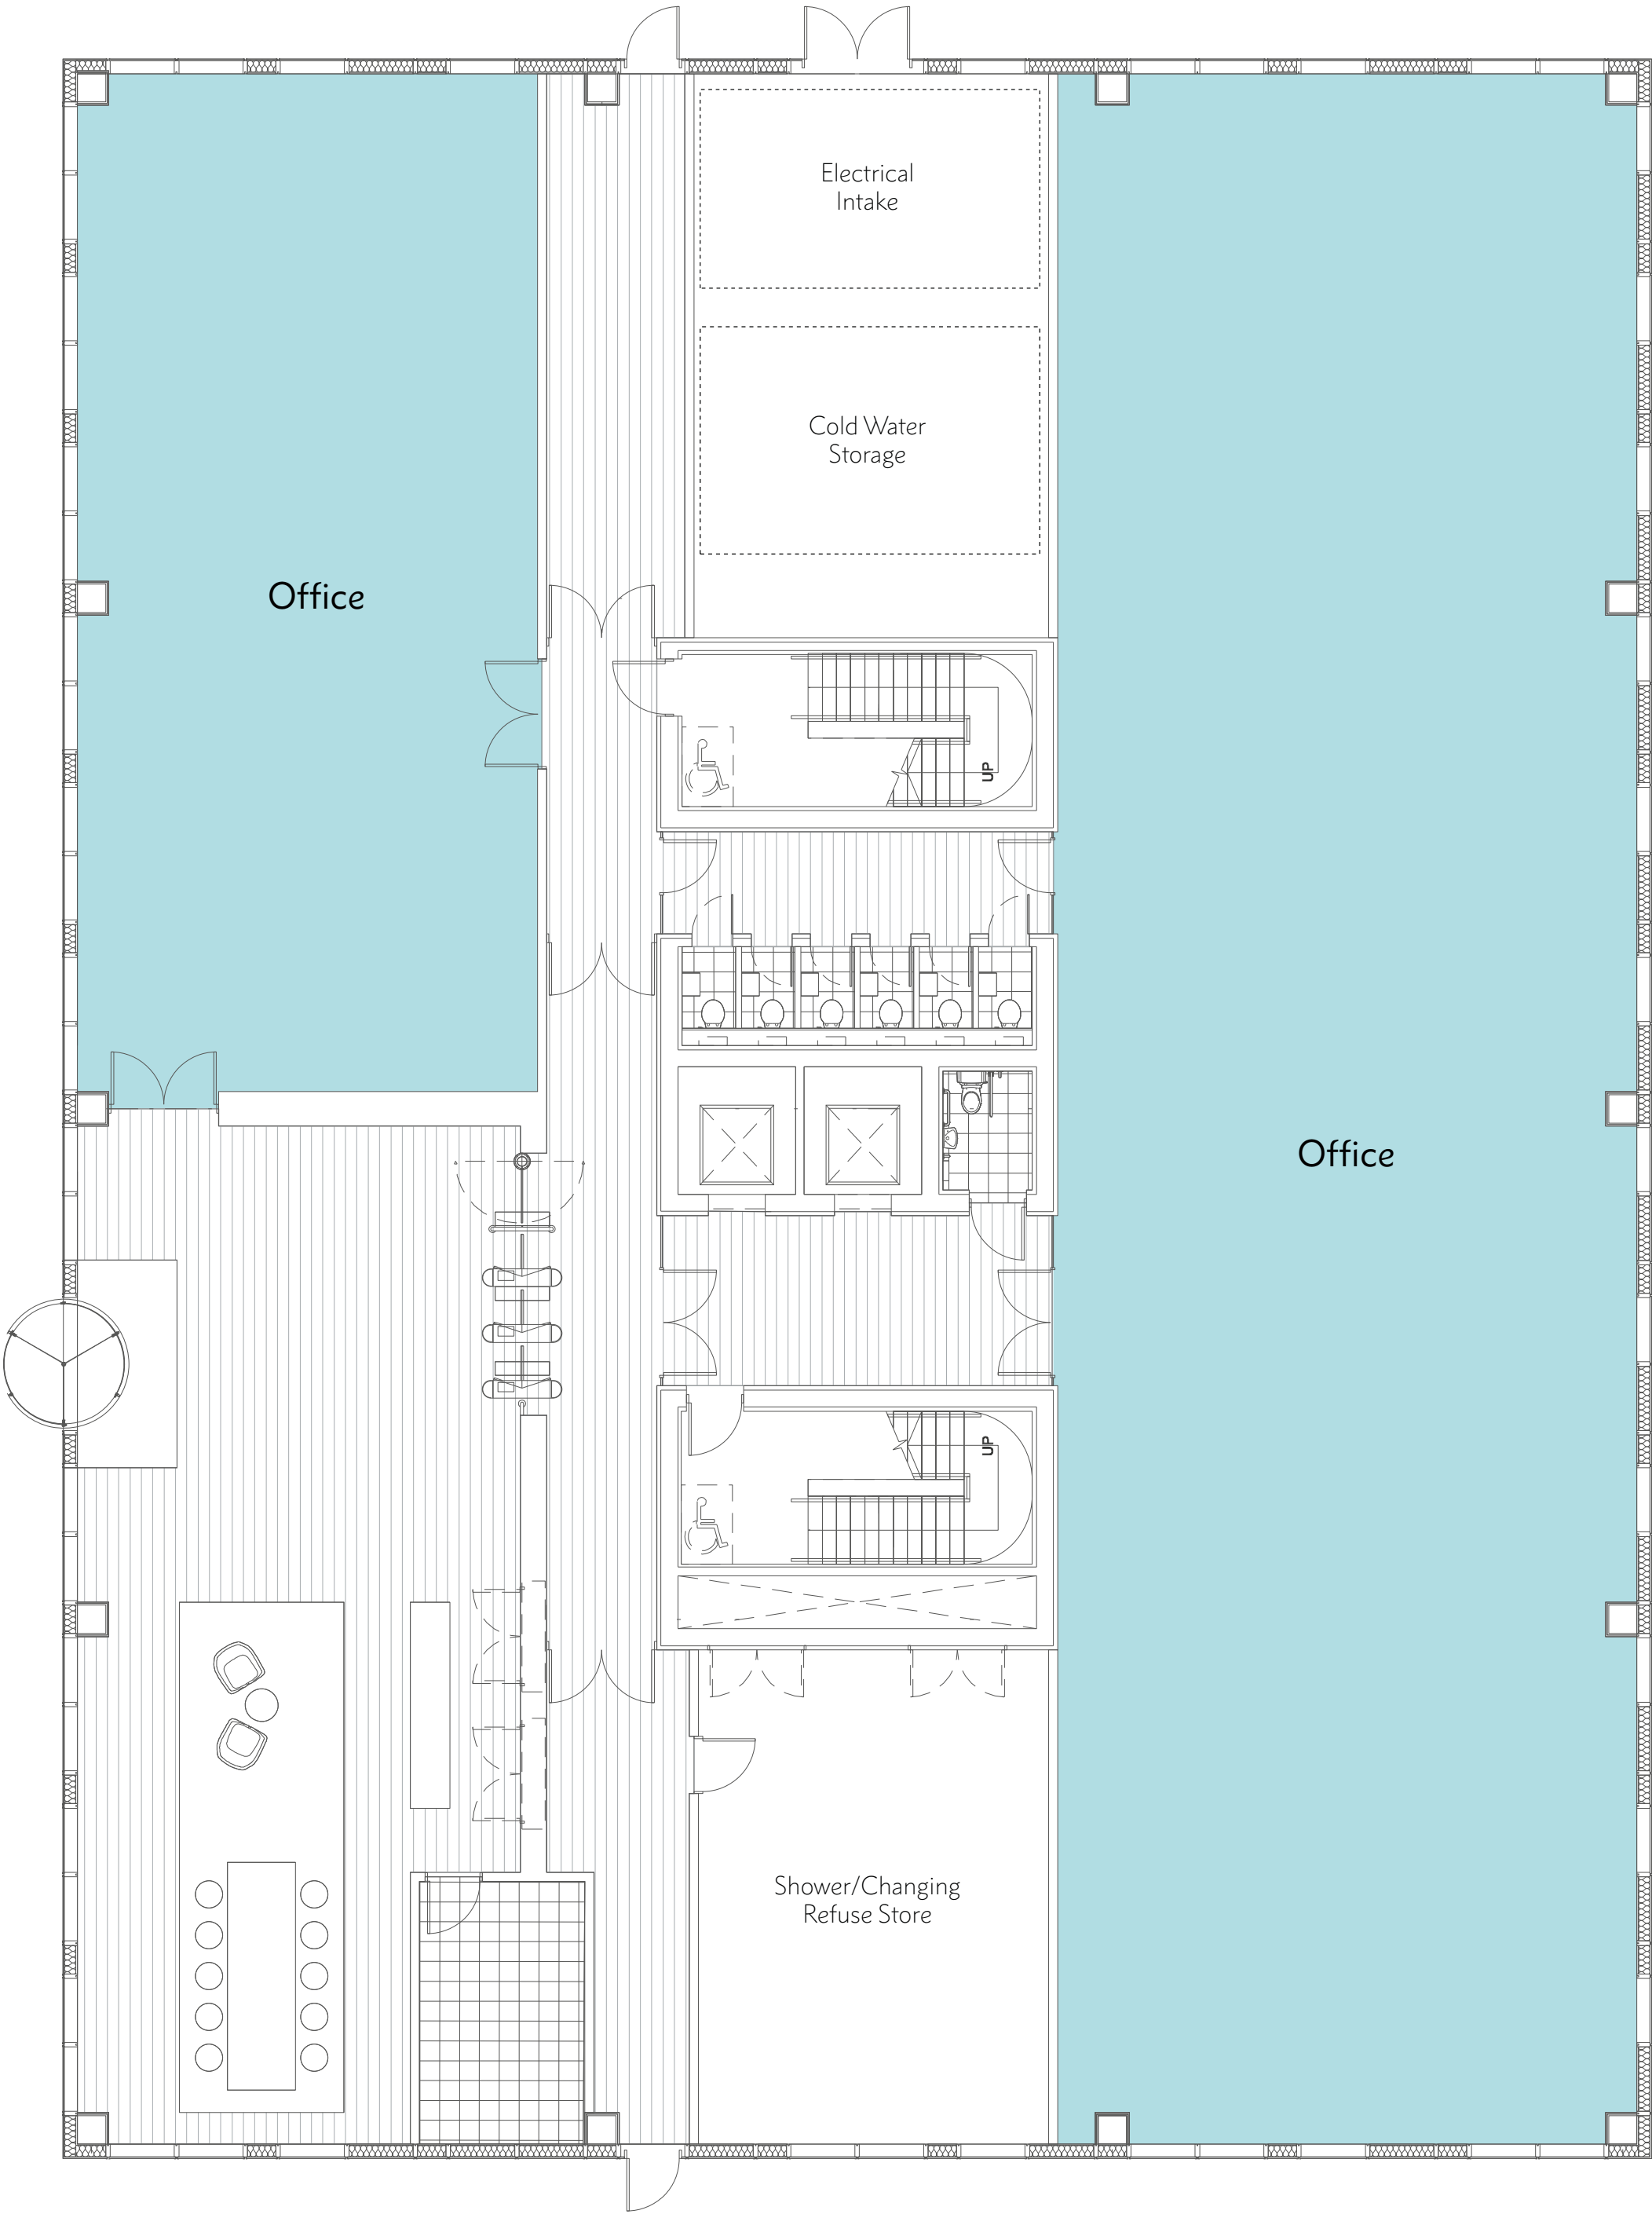 Electrical
Intake
Cold Water
Storage
Office
UP
Office
UP
Shower/Changing
Refuse Store